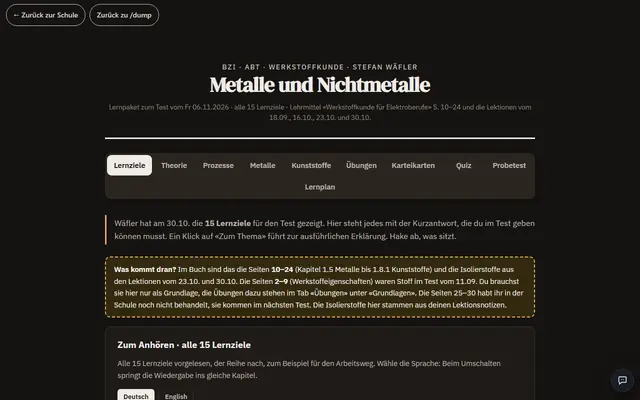 ← Zurück zur Schule
Zurück zu /dump
BZI · ABT · WERKSTOFFKUNDE · STEFAN WÄFLER
Metalle und Nichtmetalle
Lernpaket zum Test vom Fr 06.11.2026 · alle 15 Lernziele · Lehrmittel «Werkstoffkunde für Elektroberufe» S. 10–24 und die Lektionen vom
18.09., 16.10., 23.10. und 30.10.
Lernziele
Theorie
Prozesse
Metalle
Kunststoffe
Übungen
Karteikarten
Quiz
Probetest
Lernplan
Wäfler hat am 30.10. die 15 Lernziele für den Test gezeigt. Hier steht jedes mit der Kurzantwort, die du im Test geben
können musst. Ein Klick auf «Zum Thema» führt zur ausführlichen Erklärung. Hake ab, was sitzt.
Was kommt dran? Im Buch sind das die Seiten 10–24 (Kapitel 1.5 Metalle bis 1.8.1 Kunststoffe) und die Isolierstoffe aus
den Lektionen vom 23.10. und 30.10. Die Seiten 2–9 (Werkstoffeigenschaften) waren Stoff im Test vom 11.09. Du brauchst
sie hier nur als Grundlage, die Übungen dazu stehen im Tab «Übungen» unter «Grundlagen». Die Seiten 25–30 habt ihr in der
Schule noch nicht behandelt, sie kommen im nächsten Test. Die Isolierstoffe hier stammen aus deinen Lektionsnotizen.
Zum Anhören · alle 15 Lernziele
Alle 15 Lernziele vorgelesen, der Reihe nach, zum Beispiel für den Arbeitsweg. Wähle die Sprache: Beim Umschalten
springt die Wiedergabe ins gleiche Kapitel.
Deutsch
English